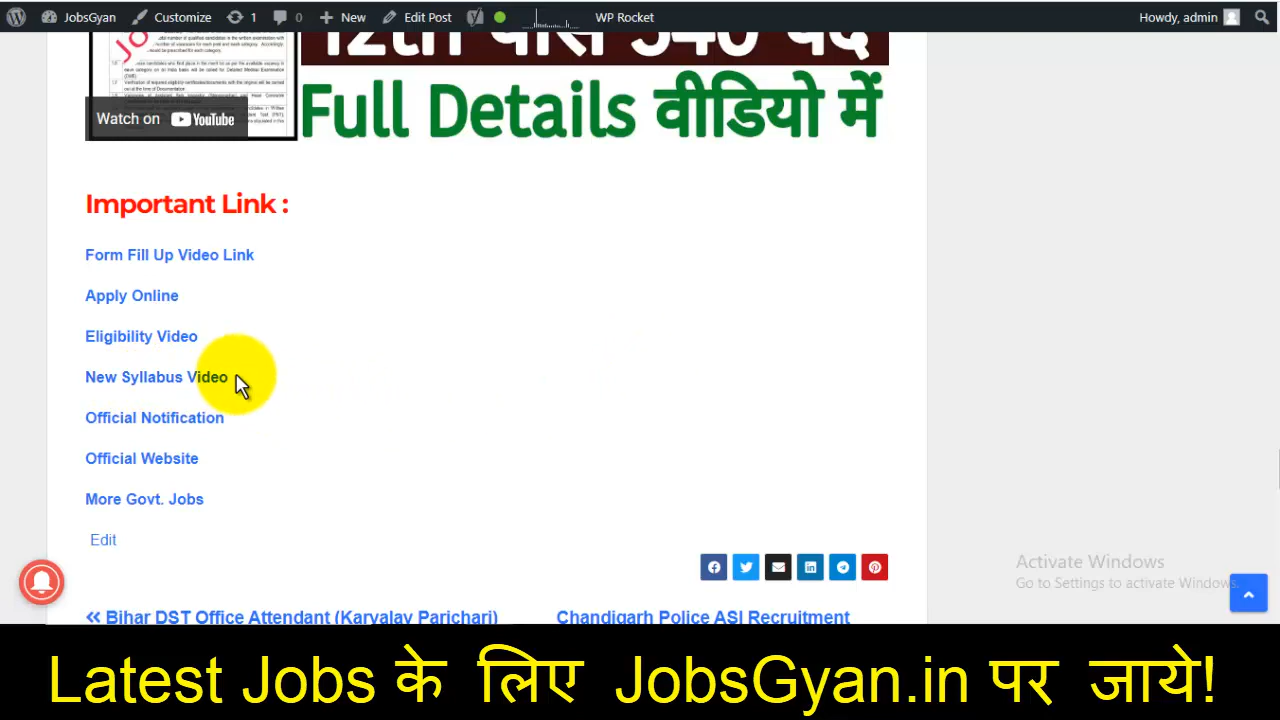 JobsGyan Customize 1 0 New Edit Post WP Rocket Howdy, admin
12th पास 540 पद
Full Details वीडियो में
Watch on YouTube
Important Link :
Form Fill Up Video Link
Apply Online
Eligibility Video
New Syllabus Video
Official Notification
Official Website
More Govt. Jobs
Edit
Activate Windows
Go to Settings to activate Windows.
« Bihar DST Office Attendant (Karyalay Parichari)
Chandigarh Police ASI Recruitment
Latest Jobs के लिए JobsGyan.in पर जाये!